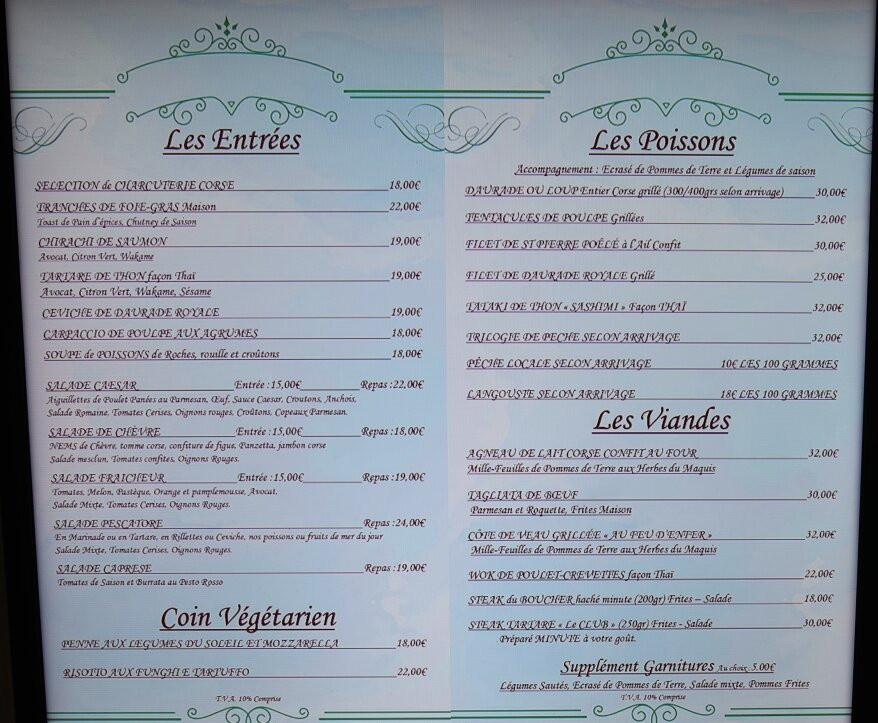 Les Entrées
SELECTION de CHARCUTERIE CORSE 18,00€
TRANCHES DE FOIE-GRAS Maison 22,00€
Toast de Pain d'épices, Chutney de Saison
CHIRACHI DE SAUMON 19,00€
Avocat, Citron Vert, Wakame
TARTARE DE THON façon Thaï 19,00€
Avocat, Citron Vert, Wakame, Sésame
CEVICHE DE DAURADE ROYALE 19,00€
CARPACCIO DE POULPE AUX AGRUMES 18,00€
SOUPE de POISSONS de Roches, rouille et croûtons 18,00€
SALADE CAESAR Entrée :15,00€ Repas :22,00€
Aiguillettes de Poulet Panées au Parmesan, Œuf, Sauce Caesar, Croutons, Anchois,
Salade Romaine, Tomates Cerises, Oignons rouges, Croûtons, Copeaux Parmesan.
SALADE DE CHÈVRE Entrée :15,00€ Repas :18,00€
NEMS de Chèvre, tomme corse, confiture de figue, Panzetta, jambon corse
Salade mesclun, Tomates confites, Oignons Rouges.
SALADE FRAICHEUR Entrée :15,00€ Repas :19,00€
Tomates, Melon, Pastèque, Orange et pamplemousse, Avocat,
Salade Mixte, Tomates Cerises, Oignons Rouges.
SALADE PESCATORE Repas :24,00€
En Marinade ou en Tartare, en Rillettes ou Ceviche, nos poissons ou fruits de mer du jour
Salade Mixte, Tomates Cerises, Oignons Rouges.
SALADE CAPRESE Repas :19,00€
Tomates de Saison et Burrata au Pesto Rosso
Coin Végétarien
PENNE AUX LEGUMES DU SOLEIL ET MOZZARELLA 18,00€
RISOTTO AUX FUNGHI E TARTUFFO 22,00€
T.V.A. 10% Comprise
Les Poissons
Accompagnement : Ecrasé de Pommes de Terre et Légumes de saison
DAURADE OU LOUP Entier Corse grillé (300/400grs selon arrivage) 30,00€
TENTACULES DE POULPE Grillées 32,00€
FILET DE ST PIERRE POÊLÉ à l'Ail Confit 30,00€
FILET DE DAURADE ROYALE Grillé 25,00€
TATAKI DE THON « SASHIMI » Façon THAÏ 32,00€
TRILOGIE DE PECHE SELON ARRIVAGE 32,00€
PÊCHE LOCALE SELON ARRIVAGE 10€ LES 100 GRAMMES
LANGOUSTE SELON ARRIVAGE 18€ LES 100 GRAMMES
Les Viandes
AGNEAU DE LAIT CORSE CONFIT AU FOUR 32,00€
Mille-Feuilles de Pommes de Terre aux Herbes du Maquis
TAGLIATA DE BŒUF 30,00€
Parmesan et Roquette, Frites Maison
CÔTE DE VEAU GRILLÉE « AU FEU D'ENFER » 32,00€
Mille-Feuilles de Pommes de Terre aux Herbes du Maquis
WOK DE POULET-CREVETTES façon Thaï 22,00€
STEAK du BOUCHER haché minute (200gr) Frites – Salade 18,00€
STEAK TARTARE « Le CLUB » (250gr) Frites - Salade 30,00€
Préparé MINUTE à votre goût.
Supplément Garnitures Au choix :5.00€
Légumes Sautés, Ecrasé de Pommes de Terre, Salade mixte, Pommes Frites
T.V.A. 10% Comprise